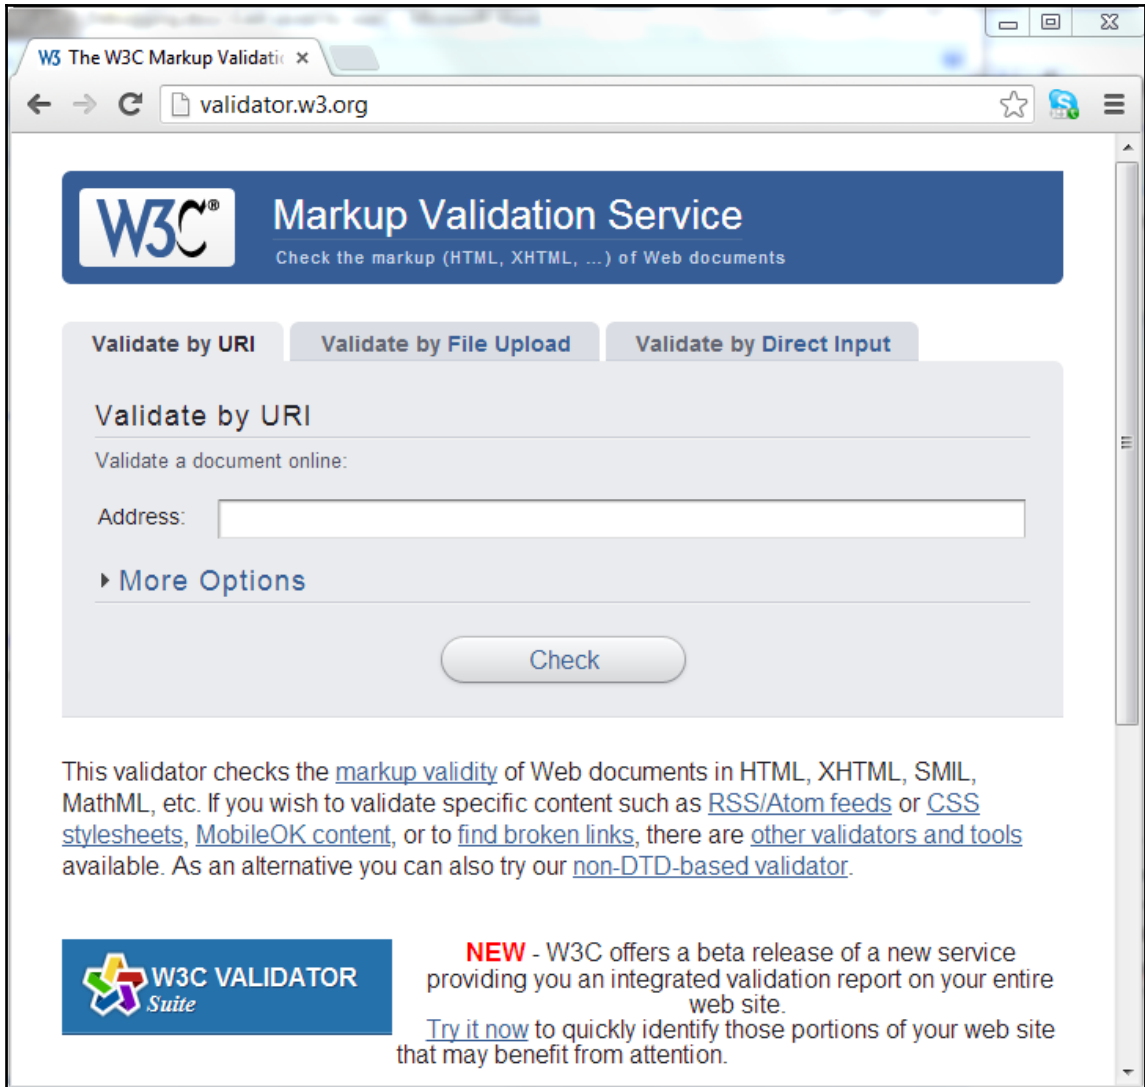 W3 The W3C Markup Validatio
validator.w3.org
W3C® Markup Validation Service
Check the markup (HTML, XHTML, …) of Web documents
Validate by URI Validate by File Upload Validate by Direct Input
Validate by URI
Validate a document online:
Address:
More Options
Check
This validator checks the markup validity of Web documents in HTML, XHTML, SMIL,
MathML, etc. If you wish to validate specific content such as RSS/Atom feeds or CSS
stylesheets, MobileOK content, or to find broken links, there are other validators and tools
available. As an alternative you can also try our non-DTD-based validator.
W3C VALIDATOR
Suite
NEW - W3C offers a beta release of a new service
providing you an integrated validation report on your entire
web site.
Try it now to quickly identify those portions of your web site
that may benefit from attention.